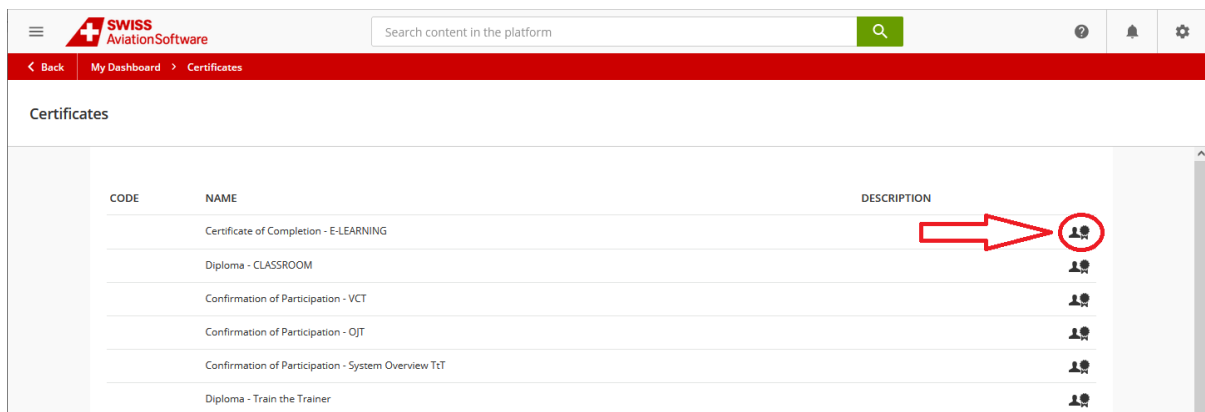 SWISS
AviationSoftware
Search content in the platform
Back My Dashboard > Certificates
Certificates
CODE NAME DESCRIPTION
Certificate of Completion - E-LEARNING
Diploma - CLASSROOM
Confirmation of Participation - VCT
Confirmation of Participation - OJT
Confirmation of Participation - System Overview TtT
Diploma - Train the Trainer